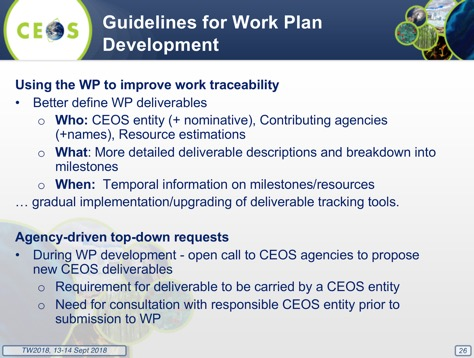 CEOS
Guidelines for Work Plan
Development
Using the WP to improve work traceability
• Better define WP deliverables
o Who: CEOS entity (+ nominative), Contributing agencies
(+names), Resource estimations
o What: More detailed deliverable descriptions and breakdown into
milestones
o When: Temporal information on milestones/resources
… gradual implementation/upgrading of deliverable tracking tools.
Agency-driven top-down requests
• During WP development - open call to CEOS agencies to propose
new CEOS deliverables
o Requirement for deliverable to be carried by a CEOS entity
o Need for consultation with responsible CEOS entity prior to
submission to WP
TW2018, 13-14 Sept 2018
26